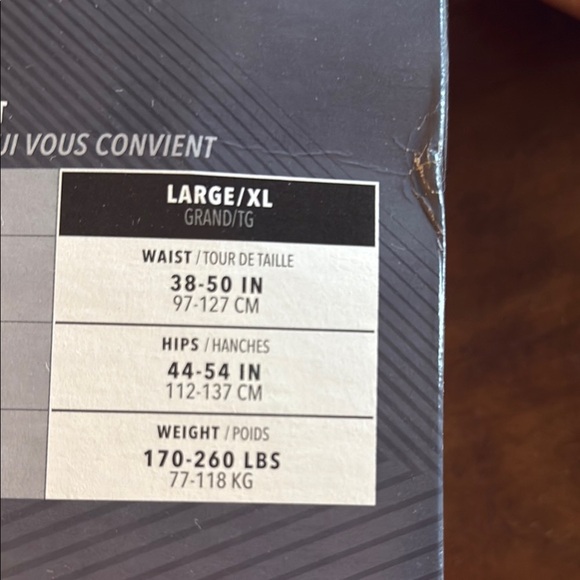 VOUS CONVIENT
LARGE/XL
GRAND/TG
WAIST / TOUR DE TAILLE
38-50 IN
97-127 CM
HIPS / HANCHES
44-54 IN
112-137 CM
WEIGHT / POIDS
170-260 LBS
77-118 KG